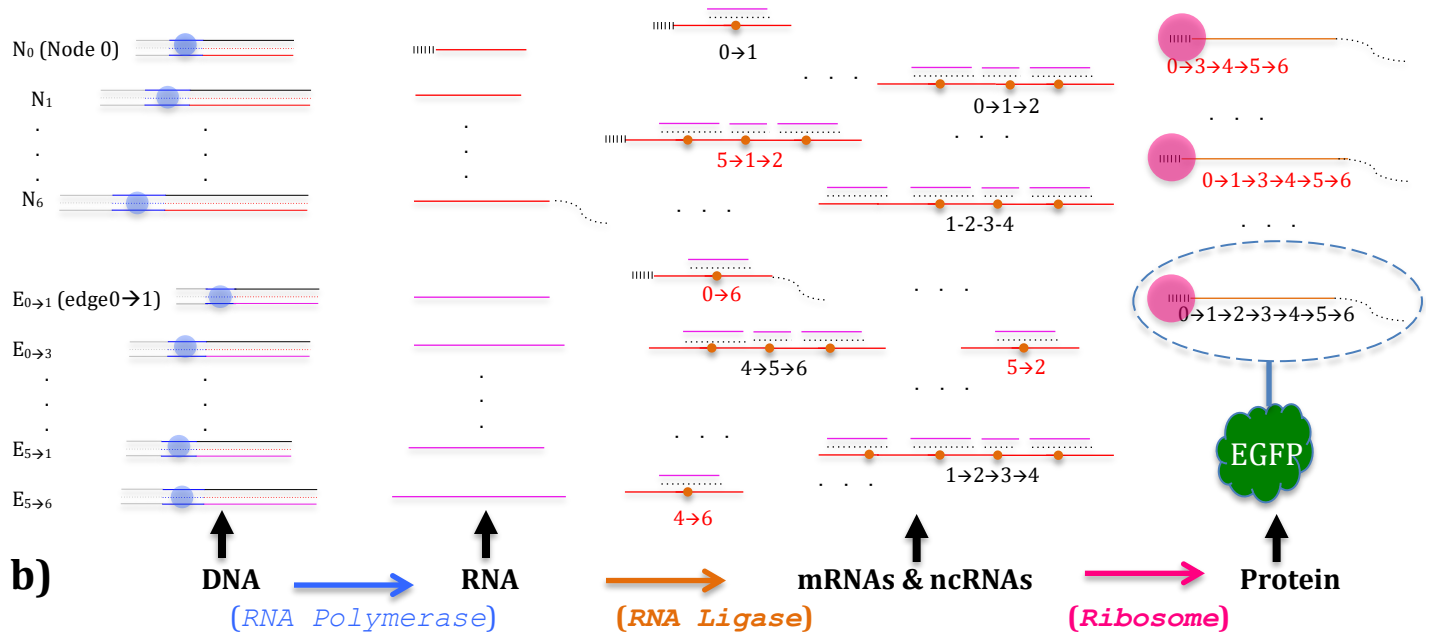 N₀ (Node 0)
N₁
N₆
E₀→₁ (edge0→1)
E₀→₃
E₅→₁
E₅→₆
0→1
0→1→2
5→1→2
1-2-3-4
0→6
4→5→6
5→2
1→2→3→4
4→6
0→3→4→5→6
0→1→3→4→5→6
0→1→2→3→4→5→6
EGFP
b)
DNA
RNA
mRNAs & ncRNAs
Protein
(RNA Polymerase)
(RNA Ligase)
(Ribosome)